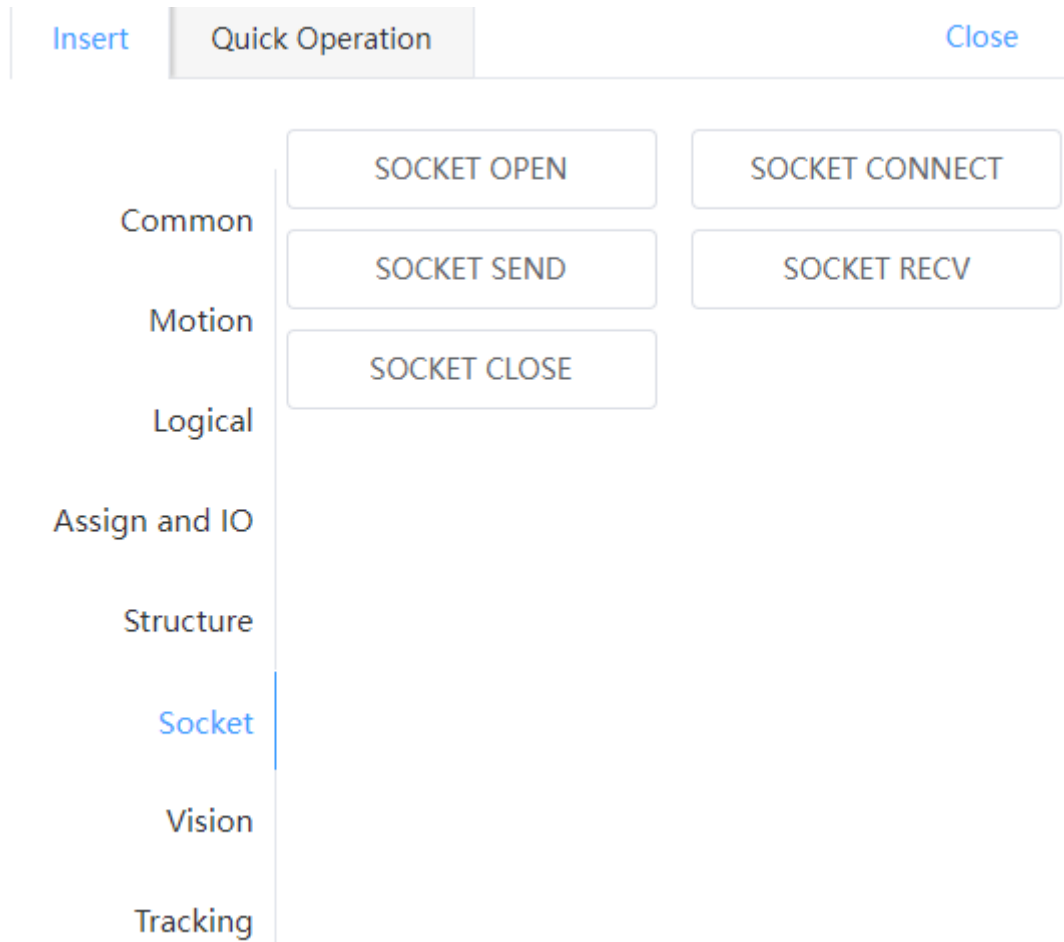 Insert
Quick Operation
Close
Common
Motion
Logical
Assign and IO
Structure
Socket
Vision
Tracking
SOCKET OPEN
SOCKET CONNECT
SOCKET SEND
SOCKET RECV
SOCKET CLOSE